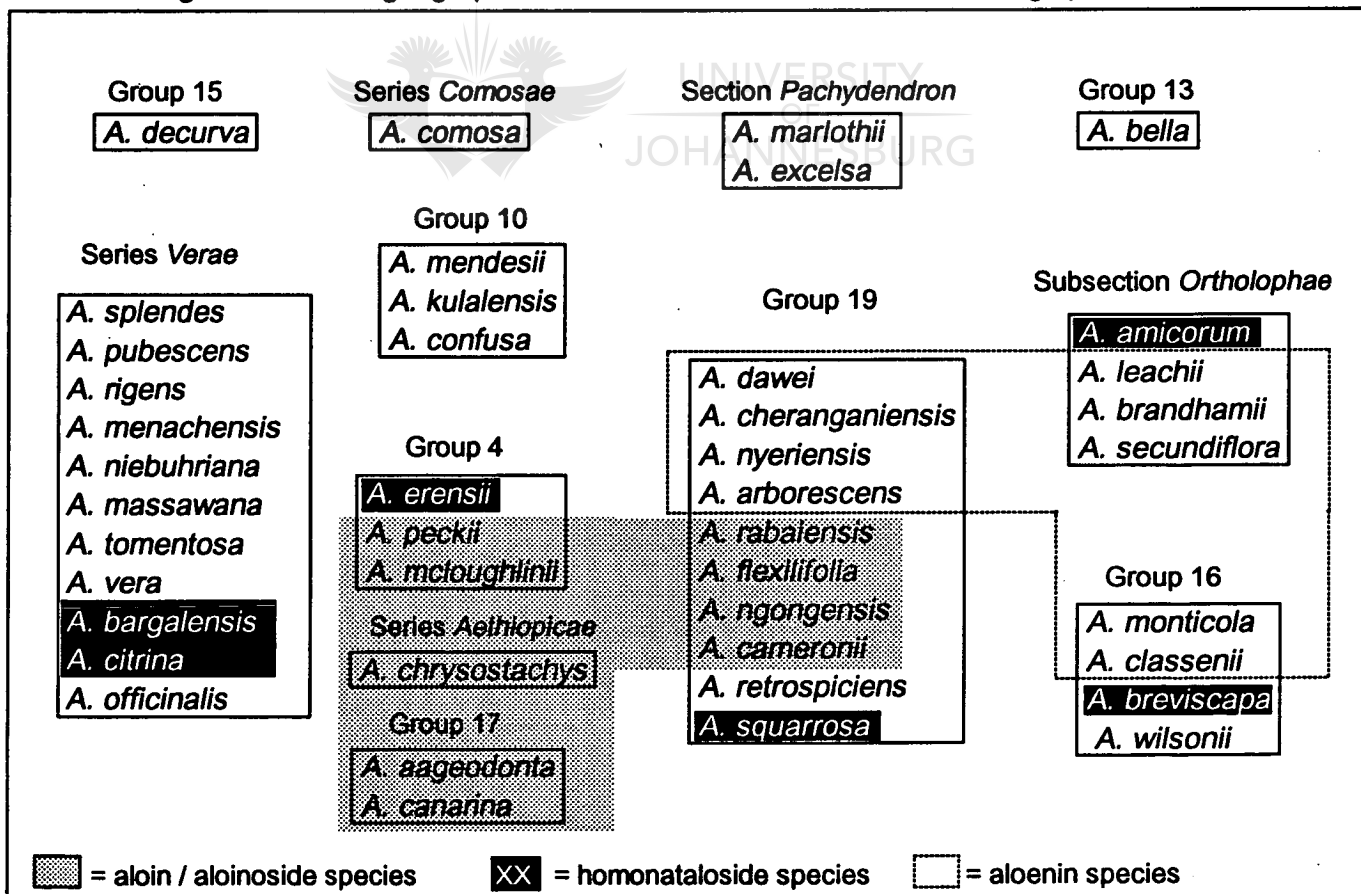 Group 15
A. decurva
Series Comosae
A. comosa
Section Pachydendron
A. marlothii
A. excelsa
Group 13
A. bella
UNIVERSITY
OF
JOHANNESBURG
Series Verae
A. splendes
A. pubescens
A. rigens
A. menachensis
A. niebuhriana
A. massawana
A. tomentosa
A. vera
A. bargalensis
A. citrina
A. officinalis
Group 10
A. mendesii
A. kulalensis
A. confusa
Group 4
A. erensii
A. peckii
A. mcloughlinii
Series Aethiopicae
A. chrysostachys
Group 17
A. aageodonta
A. canarina
Group 19
A. dawei
A. cheranganiensis
A. nyeriensis
A. arborescens
A. rabaiensis
A. flexilifolia
A. ngongensis
A. cameronii
A. retrospiciens
A. squarrosa
Subsection Ortholophae
A. amicorum
A. leachii
A. brandhamii
A. secundiflora
Group 16
A. monticola
A. classenii
A. breviscapa
A. wilsonii
= aloin / aloinoside species
XX = homonataloside species
= aloenin species